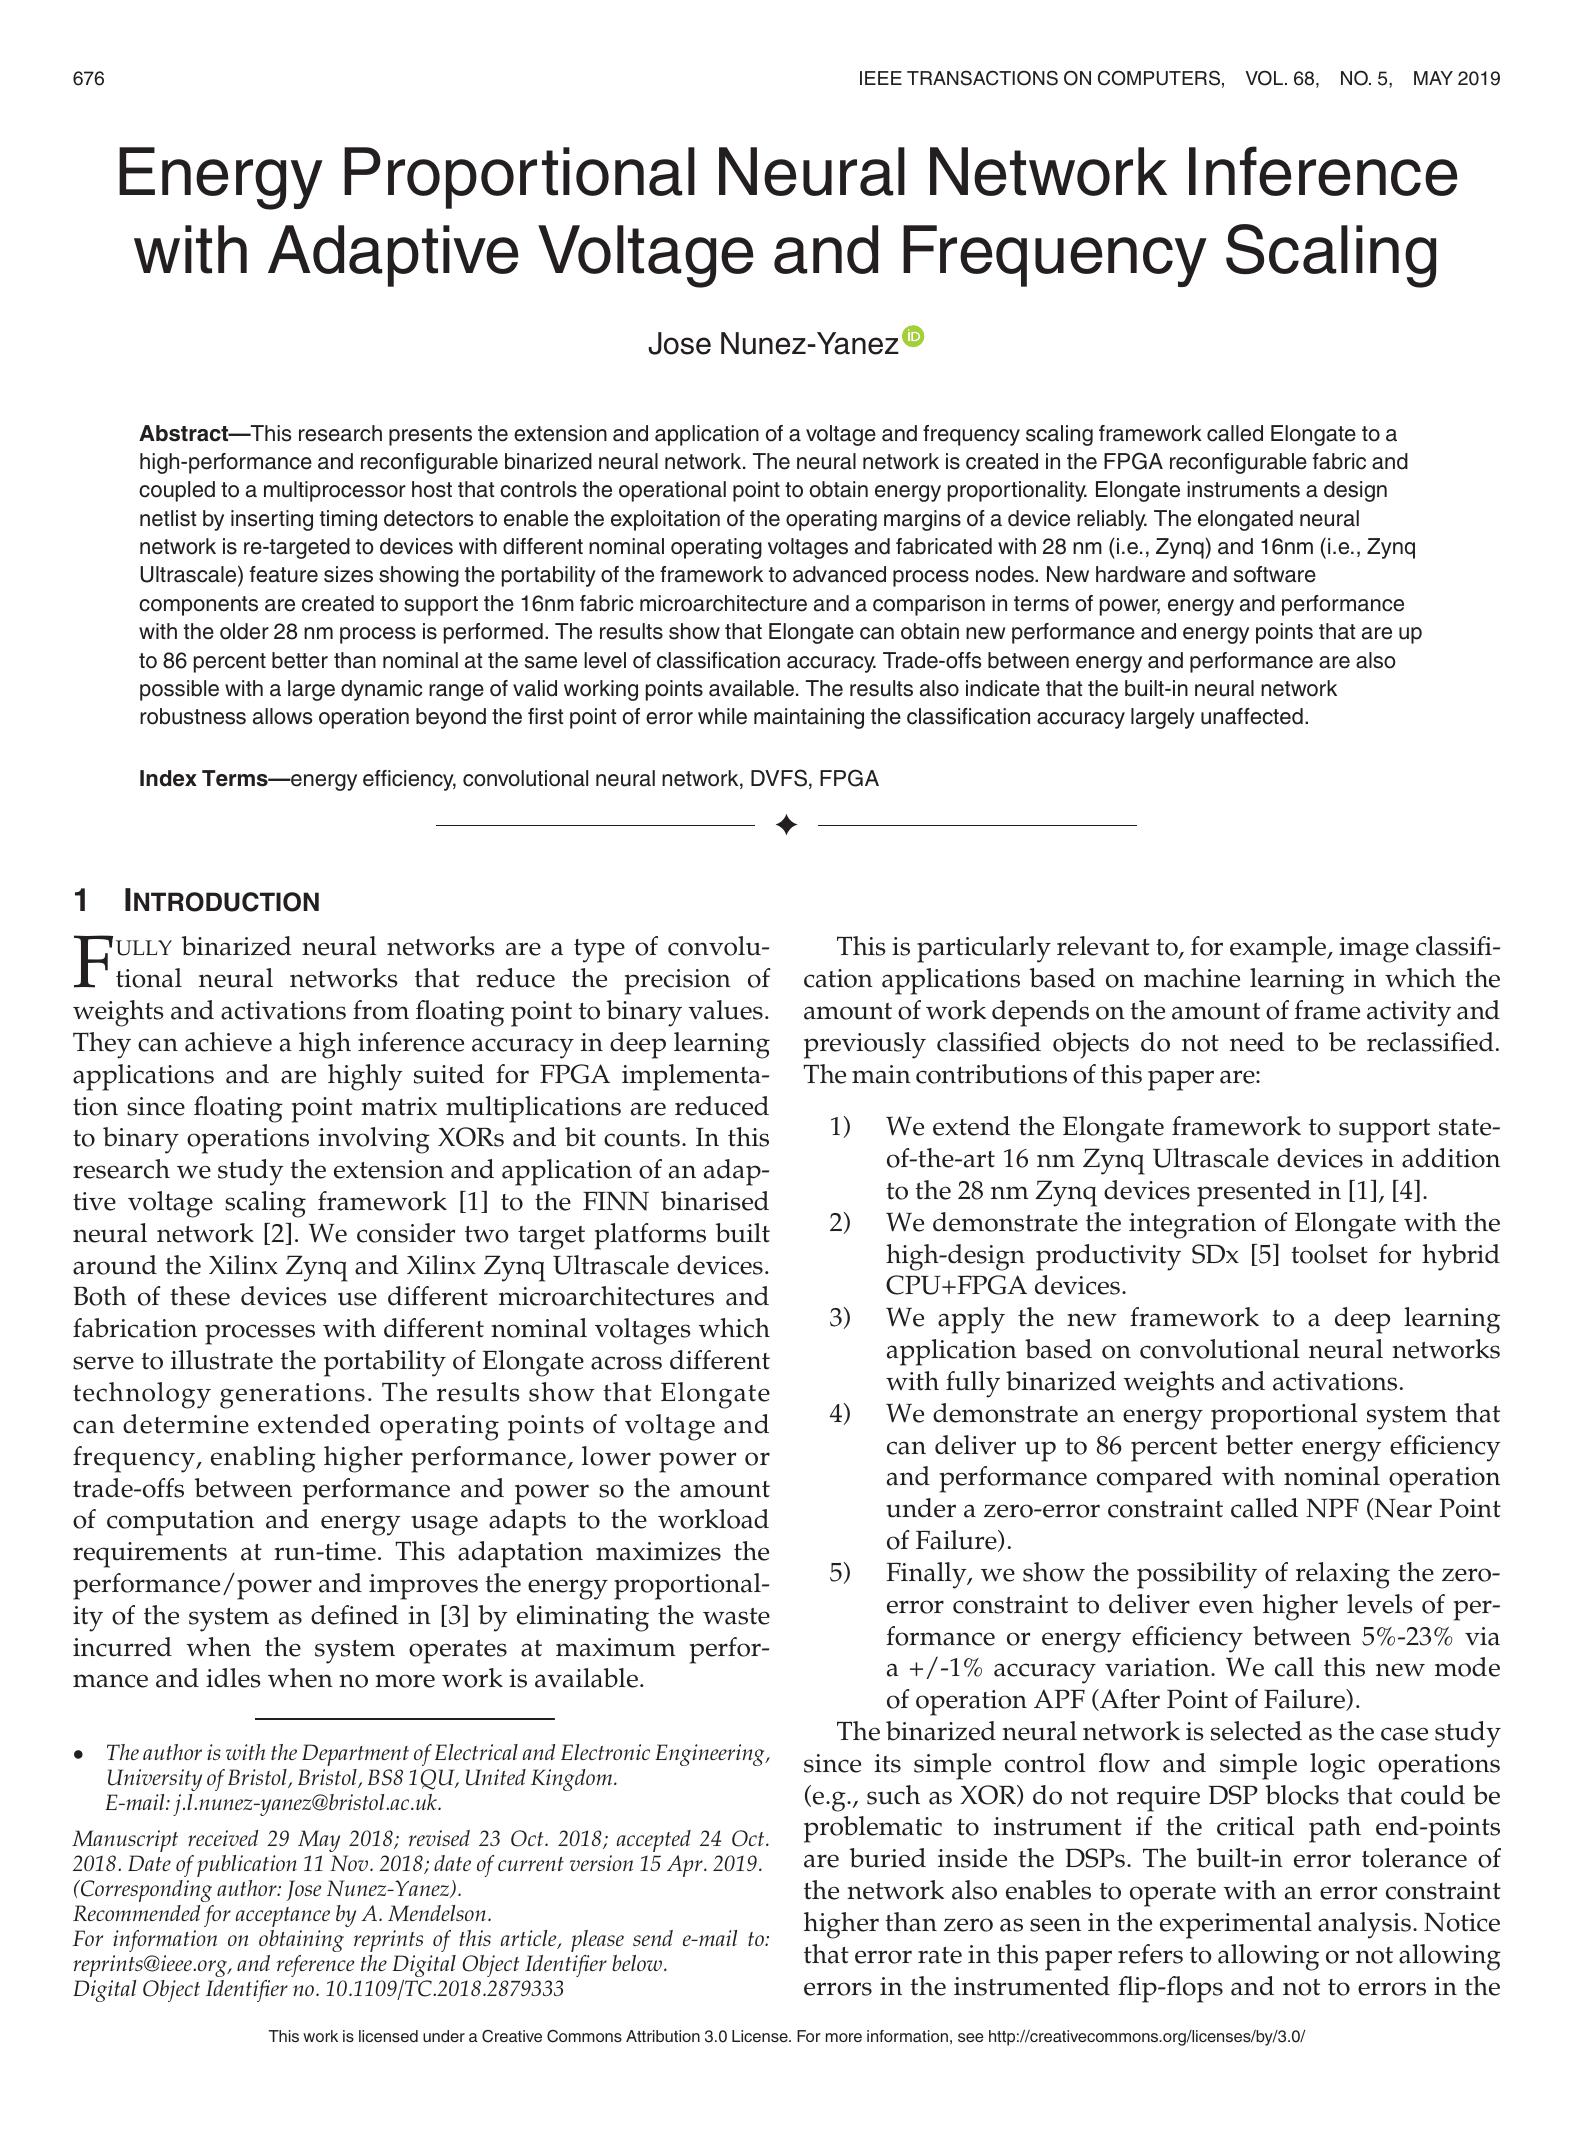 676
IEEE TRANSACTIONS ON COMPUTERS, VOL. 68, NO. 5, MAY 2019
Energy Proportional Neural Network Inference
with Adaptive Voltage and Frequency Scaling
Jose Nunez-Yanez iD
Abstract—This research presents the extension and application of a voltage and frequency scaling framework called Elongate to a
high-performance and reconfigurable binarized neural network. The neural network is created in the FPGA reconfigurable fabric and
coupled to a multiprocessor host that controls the operational point to obtain energy proportionality. Elongate instruments a design
netlist by inserting timing detectors to enable the exploitation of the operating margins of a device reliably. The elongated neural
network is re-targeted to devices with different nominal operating voltages and fabricated with 28 nm (i.e., Zynq) and 16nm (i.e., Zynq
Ultrascale) feature sizes showing the portability of the framework to advanced process nodes. New hardware and software
components are created to support the 16nm fabric microarchitecture and a comparison in terms of power, energy and performance
with the older 28 nm process is performed. The results show that Elongate can obtain new performance and energy points that are up
to 86 percent better than nominal at the same level of classification accuracy. Trade-offs between energy and performance are also
possible with a large dynamic range of valid working points available. The results also indicate that the built-in neural network
robustness allows operation beyond the first point of error while maintaining the classification accuracy largely unaffected.
Index Terms—energy efficiency, convolutional neural network, DVFS, FPGA
1 INTRODUCTION
FULLY binarized neural networks are a type of convolu-
tional neural networks that reduce the precision of
weights and activations from floating point to binary values.
They can achieve a high inference accuracy in deep learning
applications and are highly suited for FPGA implementa-
tion since floating point matrix multiplications are reduced
to binary operations involving XORs and bit counts. In this
research we study the extension and application of an adap-
tive voltage scaling framework [1] to the FINN binarised
neural network [2]. We consider two target platforms built
around the Xilinx Zynq and Xilinx Zynq Ultrascale devices.
Both of these devices use different microarchitectures and
fabrication processes with different nominal voltages which
serve to illustrate the portability of Elongate across different
technology generations. The results show that Elongate
can determine extended operating points of voltage and
frequency, enabling higher performance, lower power or
trade-offs between performance and power so the amount
of computation and energy usage adapts to the workload
requirements at run-time. This adaptation maximizes the
performance/power and improves the energy proportional-
ity of the system as defined in [3] by eliminating the waste
incurred when the system operates at maximum perfor-
mance and idles when no more work is available.
• The author is with the Department of Electrical and Electronic Engineering,
University of Bristol, Bristol, BS8 1QU, United Kingdom.
E-mail: j.l.nunez-yanez@bristol.ac.uk.
Manuscript received 29 May 2018; revised 23 Oct. 2018; accepted 24 Oct.
2018. Date of publication 11 Nov. 2018; date of current version 15 Apr. 2019.
(Corresponding author: Jose Nunez-Yanez).
Recommended for acceptance by A. Mendelson.
For information on obtaining reprints of this article, please send e-mail to:
reprints@ieee.org, and reference the Digital Object Identifier below.
Digital Object Identifier no. 10.1109/TC.2018.2879333
This is particularly relevant to, for example, image classifi-
cation applications based on machine learning in which the
amount of work depends on the amount of frame activity and
previously classified objects do not need to be reclassified.
The main contributions of this paper are:
1) We extend the Elongate framework to support state-
of-the-art 16 nm Zynq Ultrascale devices in addition
to the 28 nm Zynq devices presented in [1], [4].
2) We demonstrate the integration of Elongate with the
high-design productivity SDx [5] toolset for hybrid
CPU+FPGA devices.
3) We apply the new framework to a deep learning
application based on convolutional neural networks
with fully binarized weights and activations.
4) We demonstrate an energy proportional system that
can deliver up to 86 percent better energy efficiency
and performance compared with nominal operation
under a zero-error constraint called NPF (Near Point
of Failure).
5) Finally, we show the possibility of relaxing the zero-
error constraint to deliver even higher levels of per-
formance or energy efficiency between 5%-23% via
a +/-1% accuracy variation. We call this new mode
of operation APF (After Point of Failure).
The binarized neural network is selected as the case study
since its simple control flow and simple logic operations
(e.g., such as XOR) do not require DSP blocks that could be
problematic to instrument if the critical path end-points
are buried inside the DSPs. The built-in error tolerance of
the network also enables to operate with an error constraint
higher than zero as seen in the experimental analysis. Notice
that error rate in this paper refers to allowing or not allowing
errors in the instrumented flip-flops and not to errors in the
This work is licensed under a Creative Commons Attribution 3.0 License. For more information, see http://creativecommons.org/licenses/by/3.0/